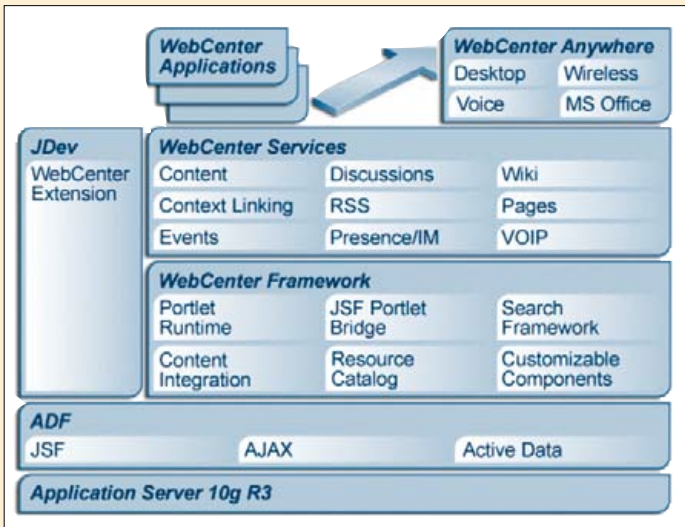 WebCenter
Applications
WebCenter Anywhere
Desktop Wireless
Voice MS Office
JDev
WebCenter
Extension
WebCenter Services
Content Discussions Wiki
Context Linking RSS Pages
Events Presence/IM VOIP
WebCenter Framework
Portlet
Runtime
JSF Portlet
Bridge
Search
Framework
Content
Integration
Resource
Catalog
Customizable
Components
ADF
JSF AJAX Active Data
Application Server 10g R3